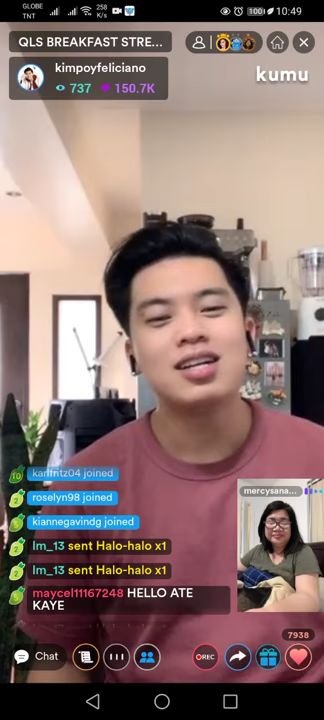 GLOBE
TNT
258
K/s
100
10:49
QLS BREAKFAST STRE...
kimpoyfeliciano
737
150.7K
kumu
karlfritz04 joined
roselyn98 joined
kiannegavindg joined
lm_13 sent Halo-halo x1
lm_13 sent Halo-halo x1
maycel11167248 HELLO ATE
KAYE
mercysana...
7938
Chat
REC